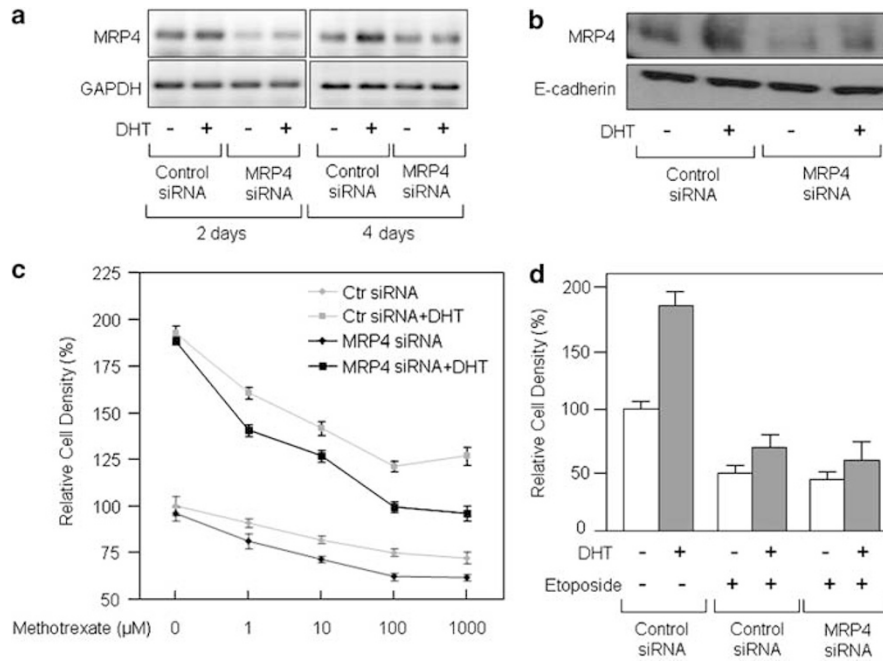 a
MRP4
GAPDH
DHT - + - + - + - +
Control siRNA MRP4 siRNA Control siRNA MRP4 siRNA
2 days 4 days
b
MRP4
E-cadherin
DHT - + - +
Control siRNA MRP4 siRNA
c
225
200
175
150
125
100
75
50
Relative Cell Density (%)
Ctr siRNA
Ctr siRNA+DHT
MRP4 siRNA
MRP4 siRNA+DHT
Methotrexate (µM) 0 1 10 100 1000
d
200
150
100
50
0
Relative Cell Density (%)
DHT - + - + - +
Etoposide - - + + + +
Control siRNA Control siRNA MRP4 siRNA